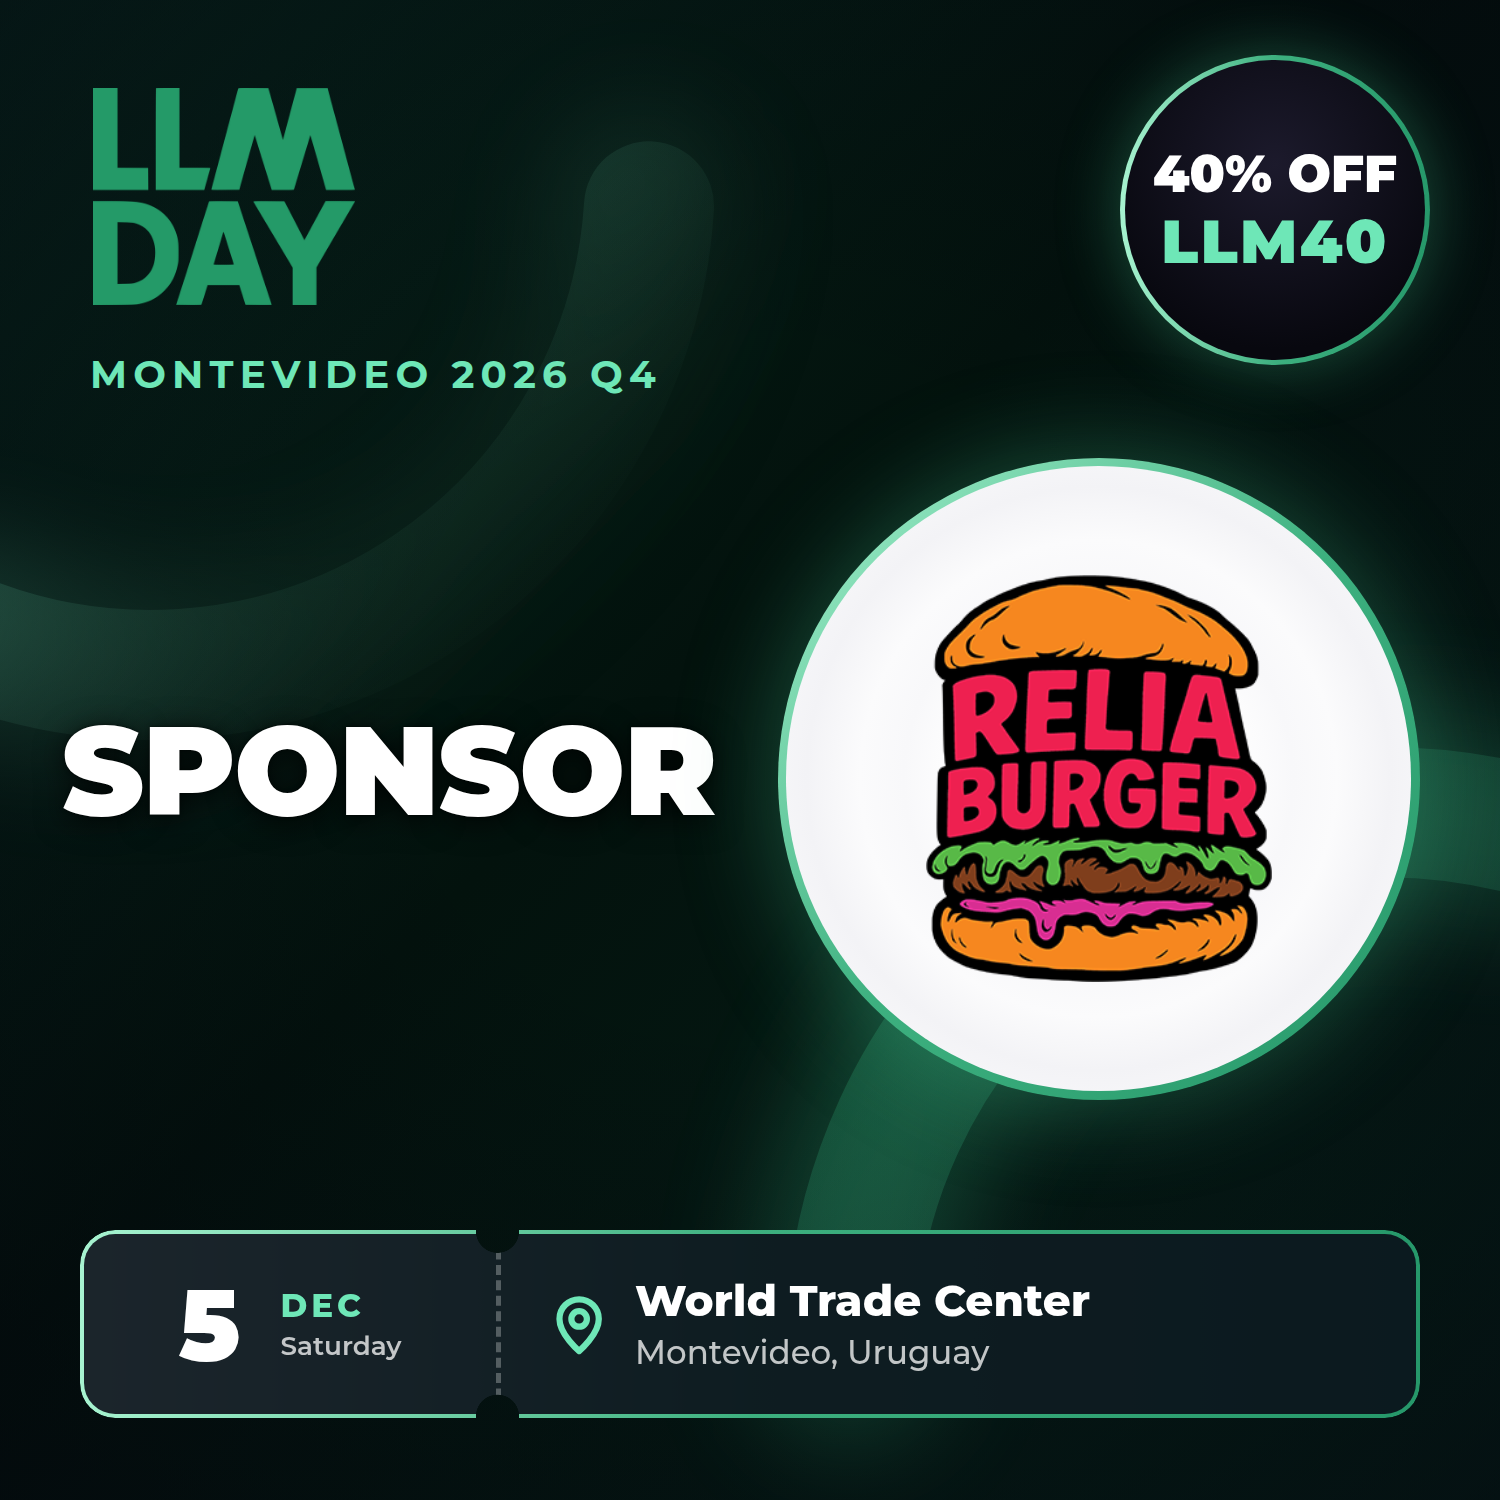 LLM
DAY
MONTEVIDEO 2026 Q4
40% OFF
LLM40
SPONSOR
RELIA
BURGER
5
DEC
Saturday
World Trade Center
Montevideo, Uruguay